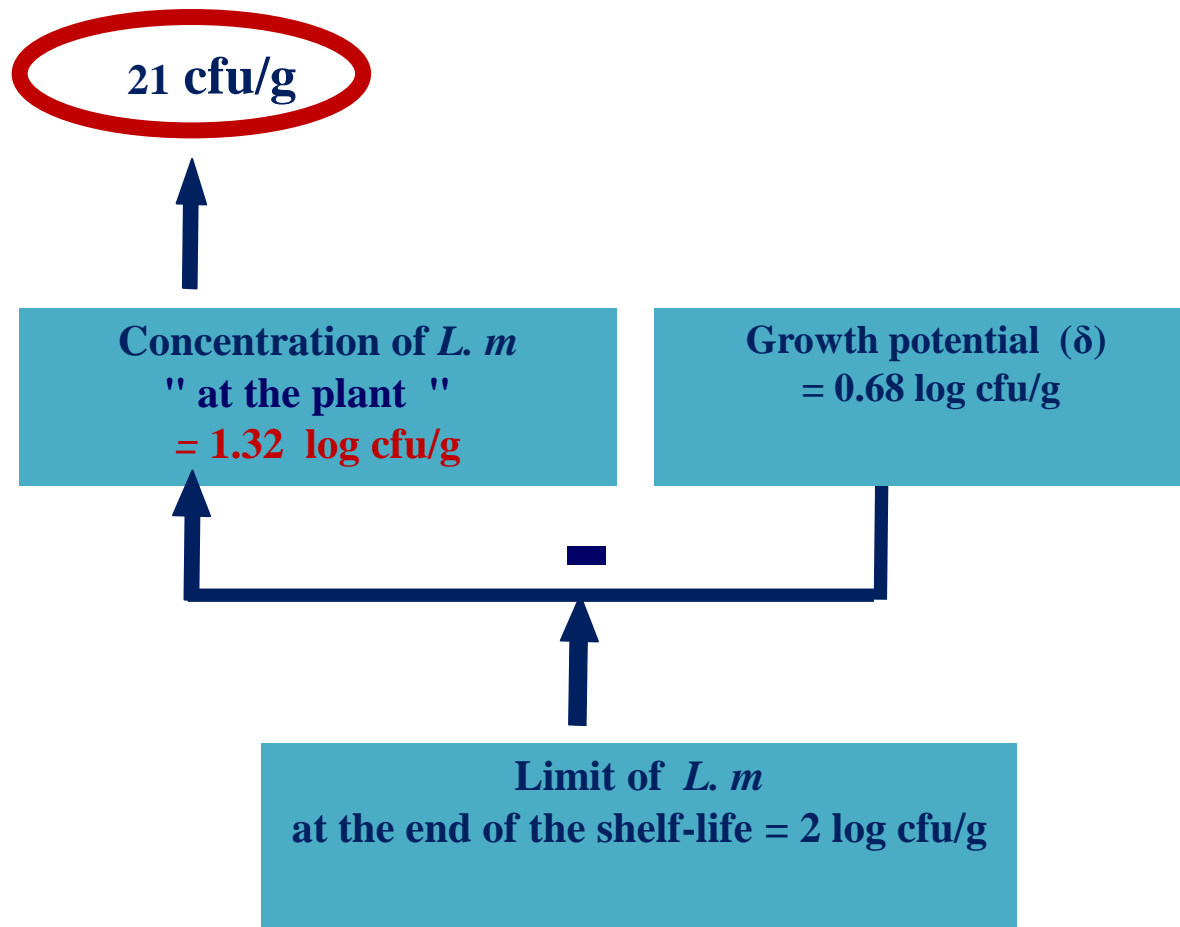 21 cfu/g
Concentration of L. m
" at the plant "
= 1.32 log cfu/g
Growth potential (δ)
= 0.68 log cfu/g
Limit of L. m
at the end of the shelf-life = 2 log cfu/g